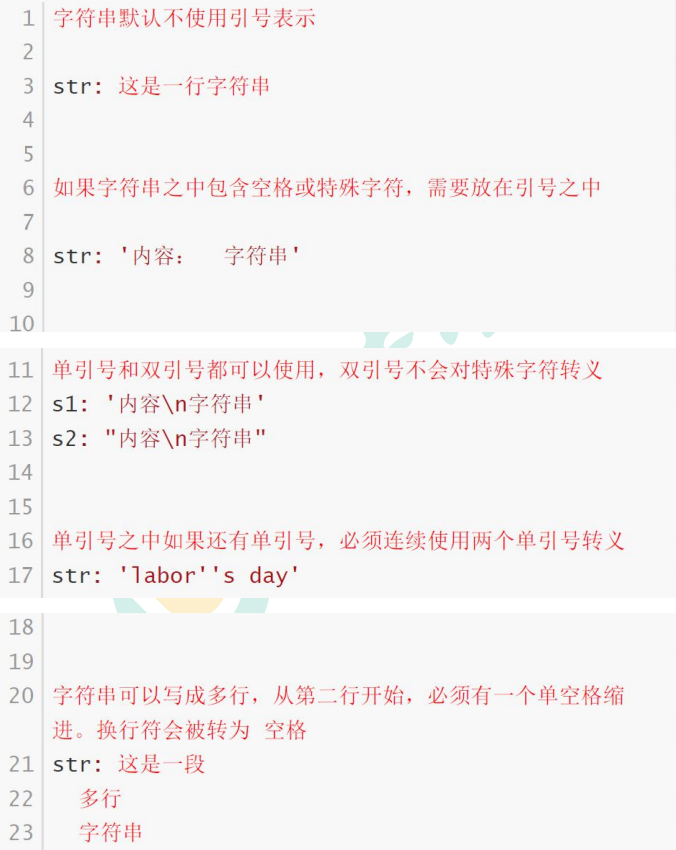 1 字符串默认不使用引号表示
2
3 str: 这是一行字符串
4
5
6 如果字符串之中包含空格或特殊字符，需要放在引号之中
7
8 str: '内容：  字符串'
9
10
11 单引号和双引号都可以使用，双引号不会对特殊字符转义
12 s1: '内容\n字符串'
13 s2: "内容\n字符串"
14
15
16 单引号之中如果还有单引号，必须连续使用两个单引号转义
17 str: 'labor''s day'
18
19
20 字符串可以写成多行，从第二行开始，必须有一个单空格缩
进。换行符会被转为 空格
21 str: 这是一段
22   多行
23   字符串